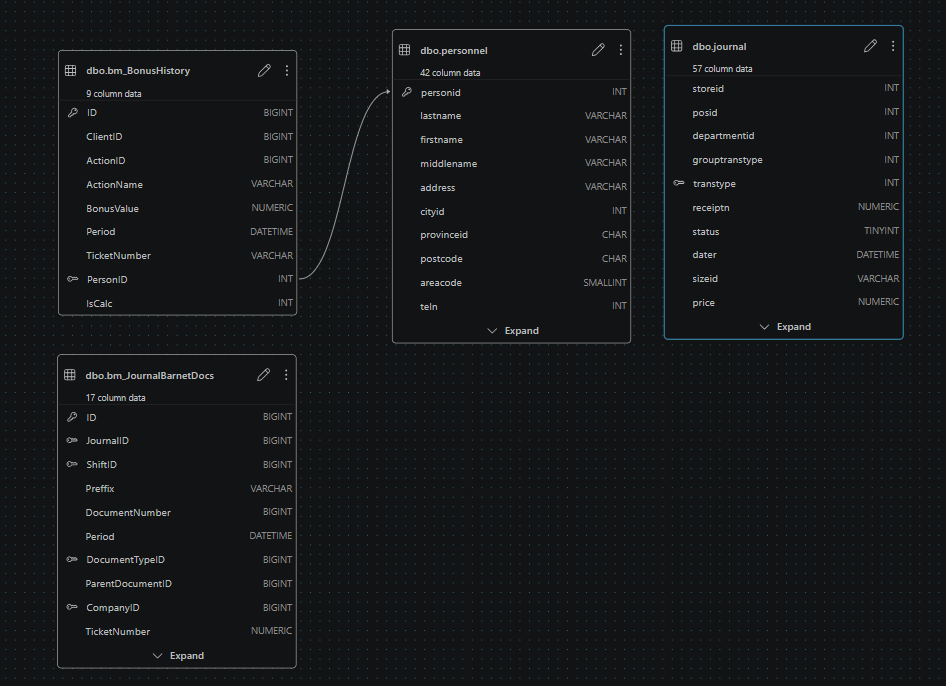 dbo.bm_BonusHistory
9 column data
ID BIGINT
ClientID BIGINT
ActionID BIGINT
ActionName VARCHAR
BonusValue NUMERIC
Period DATETIME
TicketNumber VARCHAR
PersonID INT
IsCalc INT
dbo.personnel
42 column data
personid INT
lastname VARCHAR
firstname VARCHAR
middlename VARCHAR
address VARCHAR
cityid INT
provinceid CHAR
postcode CHAR
areacode SMALLINT
teln INT
Expand
dbo.journal
57 column data
storeid INT
posid INT
departmentid INT
grouptranstype INT
transtype INT
receiptn NUMERIC
status TINYINT
dater DATETIME
sizeid VARCHAR
price NUMERIC
Expand
dbo.bm_JournalBarnetDocs
17 column data
ID BIGINT
JournalID BIGINT
ShiftID BIGINT
Preffix VARCHAR
DocumentNumber BIGINT
Period DATETIME
DocumentTypeID BIGINT
ParentDocumentID BIGINT
CompanyID BIGINT
TicketNumber NUMERIC
Expand